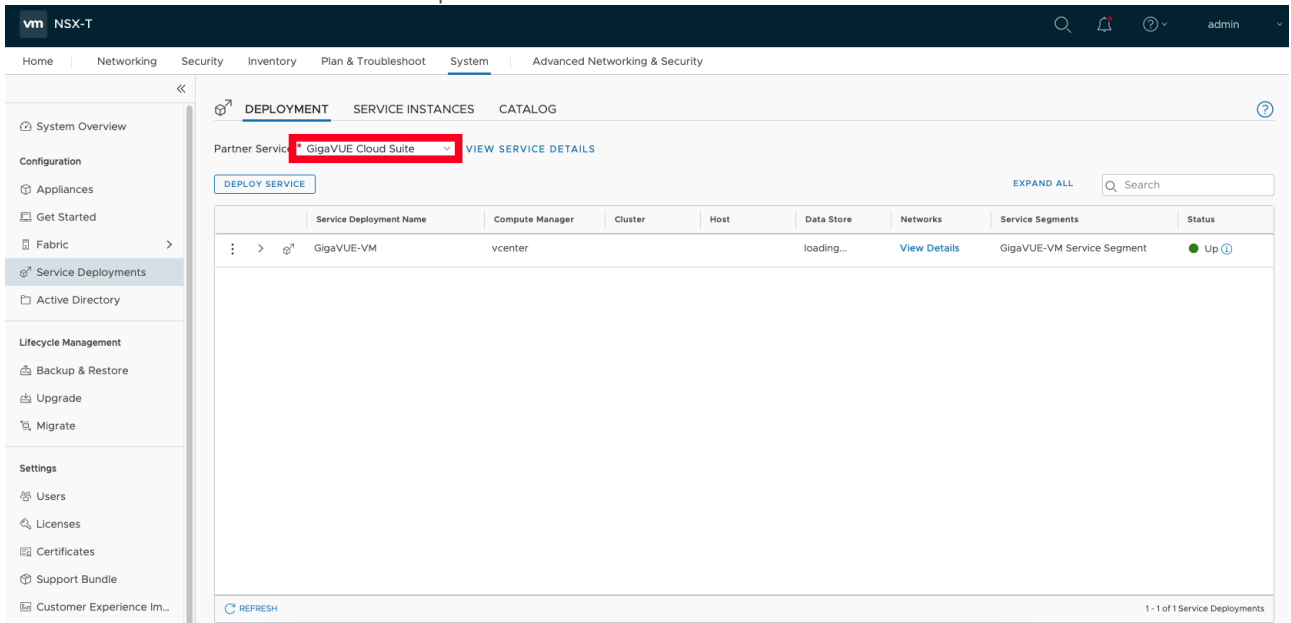 vm NSX-T
admin
Home Networking Security Inventory Plan & Troubleshoot System Advanced Networking & Security
DEPLOYMENT SERVICE INSTANCES CATALOG
Partner Service * GigaVUE Cloud Suite VIEW SERVICE DETAILS
DEPLOY SERVICE EXPAND ALL Search
Service Deployment Name Compute Manager Cluster Host Data Store Networks Service Segments Status
GigaVUE-VM vcenter loading... View Details GigaVUE-VM Service Segment Up
REFRESH 1 - 1 of 1 Service Deployments
System Overview
Configuration
Appliances
Get Started
Fabric
Service Deployments
Active Directory
Lifecycle Management
Backup & Restore
Upgrade
Migrate
Settings
Users
Licenses
Certificates
Support Bundle
Customer Experience Im...